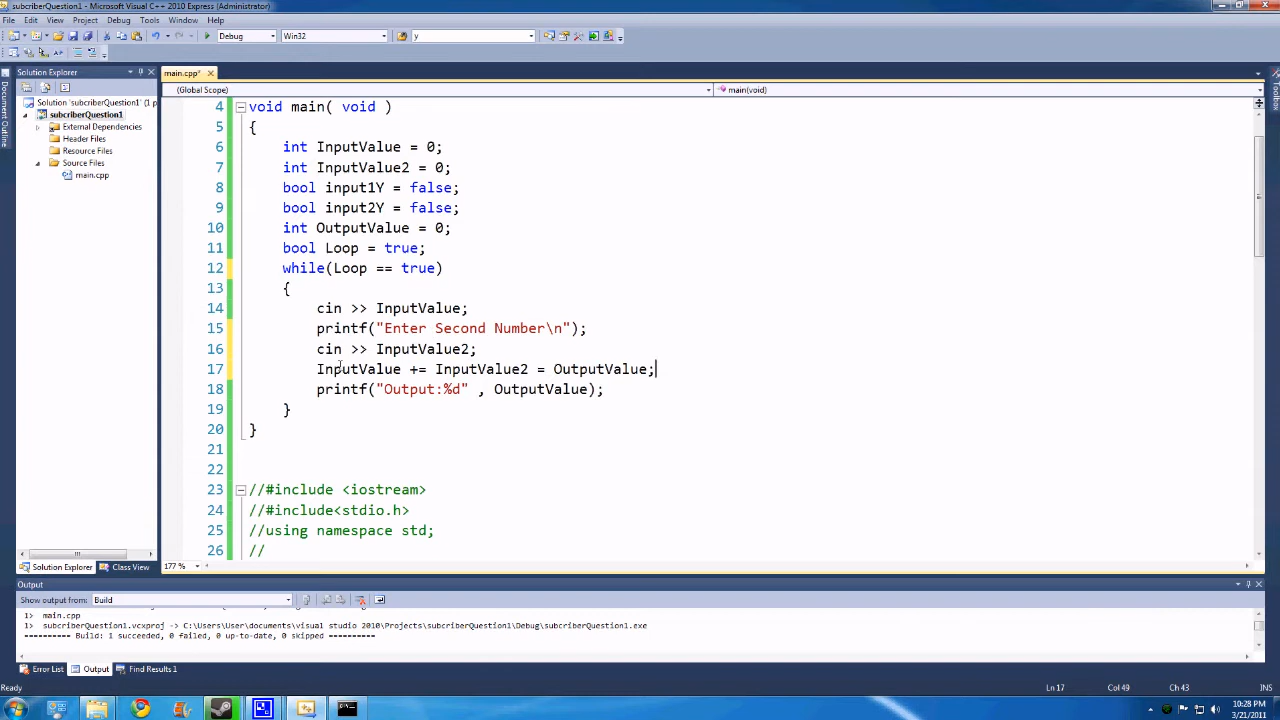 subcriberQuestion1 - Microsoft Visual C++ 2010 Express (Administrator)
File Edit View Project Debug Tools Window Help
Debug Win32 y
Solution Explorer
main.cpp*
Document Outline
Toolbox
(Global Scope) main(void)
Solution 'subcriberQuestion1' (1 p
subcriberQuestion1
External Dependencies
Header Files
Resource Files
Source Files
main.cpp
4 void main( void )
5 {
6 int InputValue = 0;
7 int InputValue2 = 0;
8 bool input1Y = false;
9 bool input2Y = false;
10 int OutputValue = 0;
11 bool Loop = true;
12 while(Loop == true)
13 {
14 cin >> InputValue;
15 printf("Enter Second Number\n");
16 cin >> InputValue2;
17 InputValue += InputValue2 = OutputValue;
18 printf("Output:%d" , OutputValue);
19 }
20 }
21
22
23 //#include <iostream>
24 //#include<stdio.h>
25 //using namespace std;
26 //
Solution Explorer Class View
177 %
Output
Show output from: Build
1> main.cpp
1> subcriberQuestion1.vcxproj -> C:\Users\User\documents\visual studio 2010\Projects\subcriberQuestion1\Debug\subcriberQuestion1.exe
========== Build: 1 succeeded, 0 failed, 0 up-to-date, 0 skipped ==========
Error List Output Find Results 1
Ready Ln 17 Col 49 Ch 43 INS
10:28 PM
3/21/2011